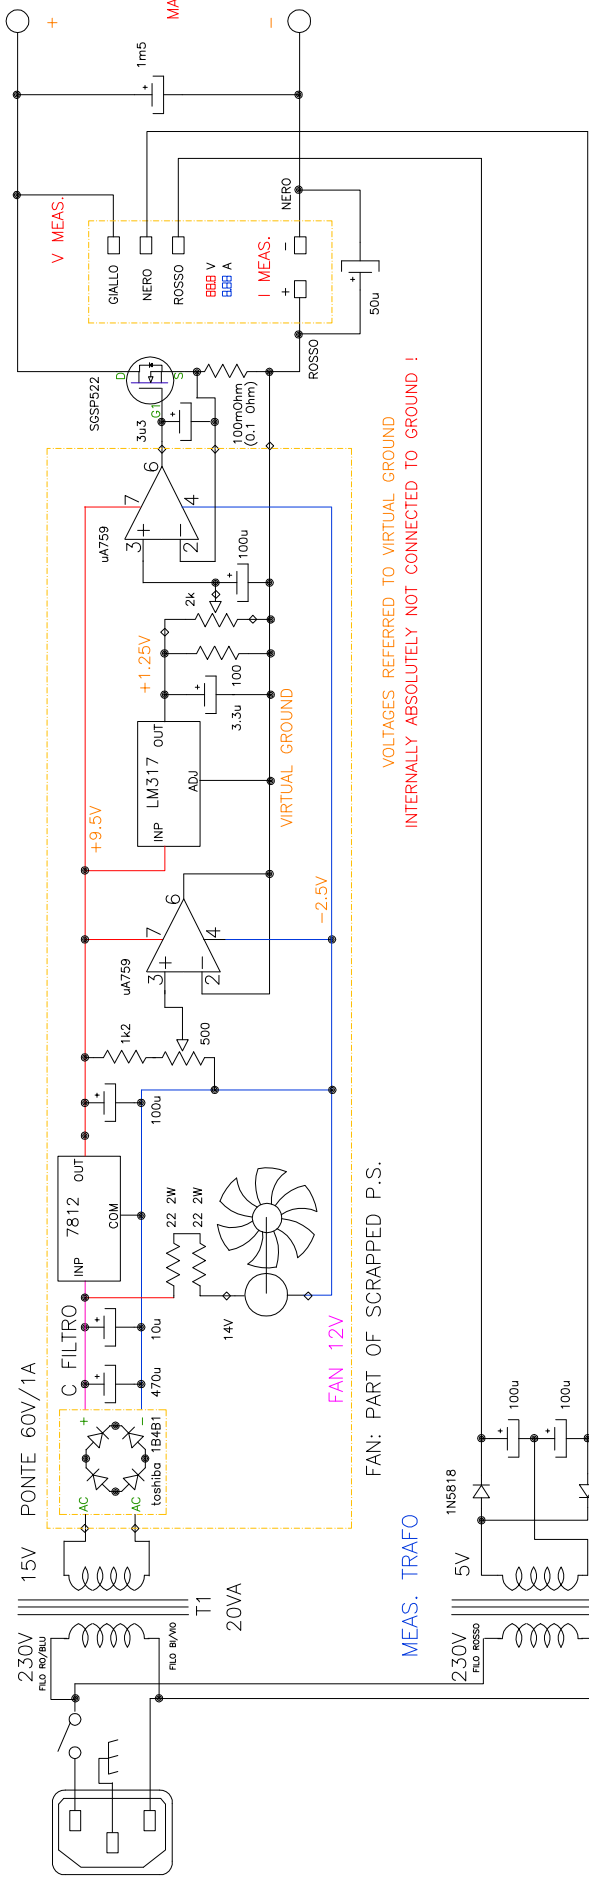 +
MA
−
1m5
+
V MEAS.
GIALLO
NERO
ROSSO
888 V
8.88 A
I MEAS.
+
−
NERO
ROSSO
+
50u
SGSP522
D
S
G1
3u3
+
100mOhm
(0.1 Ohm)
uA759
3
+
2
−
7
6
4
+
100u
2k
100
3.3u
+
+1.25V
VIRTUAL GROUND
INP
LM317
OUT
ADJ
+9.5V
−2.5V
uA759
3
+
2
−
7
6
4
500
1k2
+
100u
INP
7812
OUT
COM
22 2W
22 2W
14V
FAN 12V
VOLTAGES REFERRED TO VIRTUAL GROUND
INTERNALLY ABSOLUTELY NOT CONNECTED TO GROUND !
C FILTRO
+
10u
+
470u
PONTE 60V/1A
+
−
AC
AC
toshiba 1B4B1
FAN: PART OF SCRAPPED P.S.
15V
T1
20VA
230V
FILO RO/BLU
FILO BI/VIO
MEAS. TRAFO
5V
230V
FILO ROSSO
1N5818
+
100u
+
100u